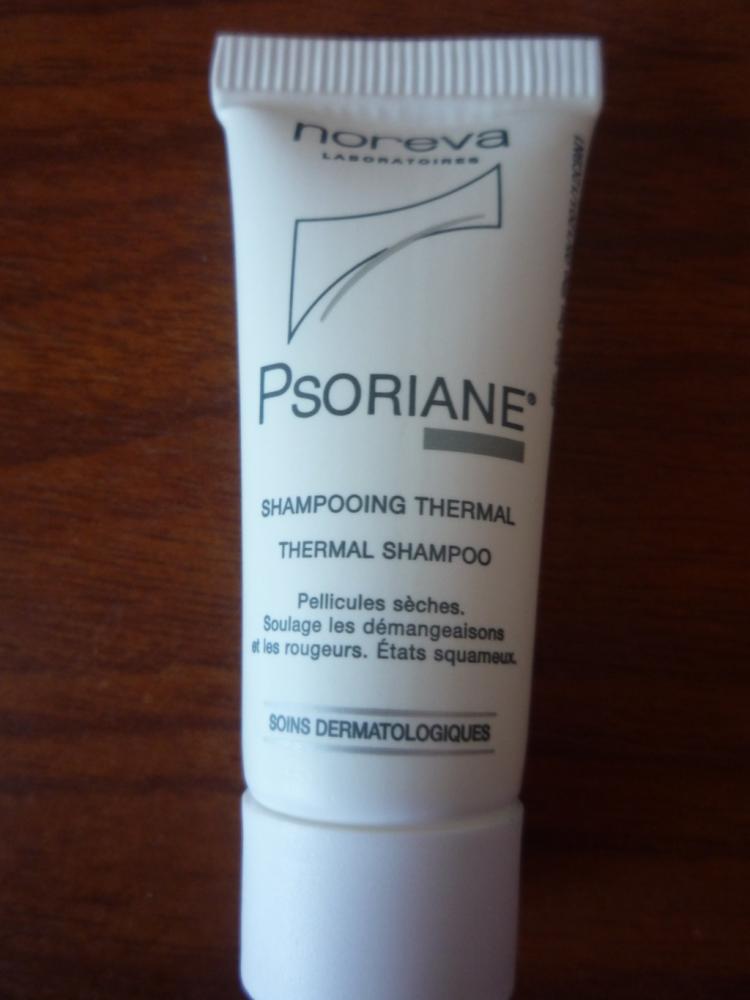 noreva
LABORATOIRES
PSORIANE®
SHAMPOOING THERMAL
THERMAL SHAMPOO
Pellicules sèches.
Soulage les démangeaisons
et les rougeurs. États squameux.
SOINS DERMATOLOGIQUES